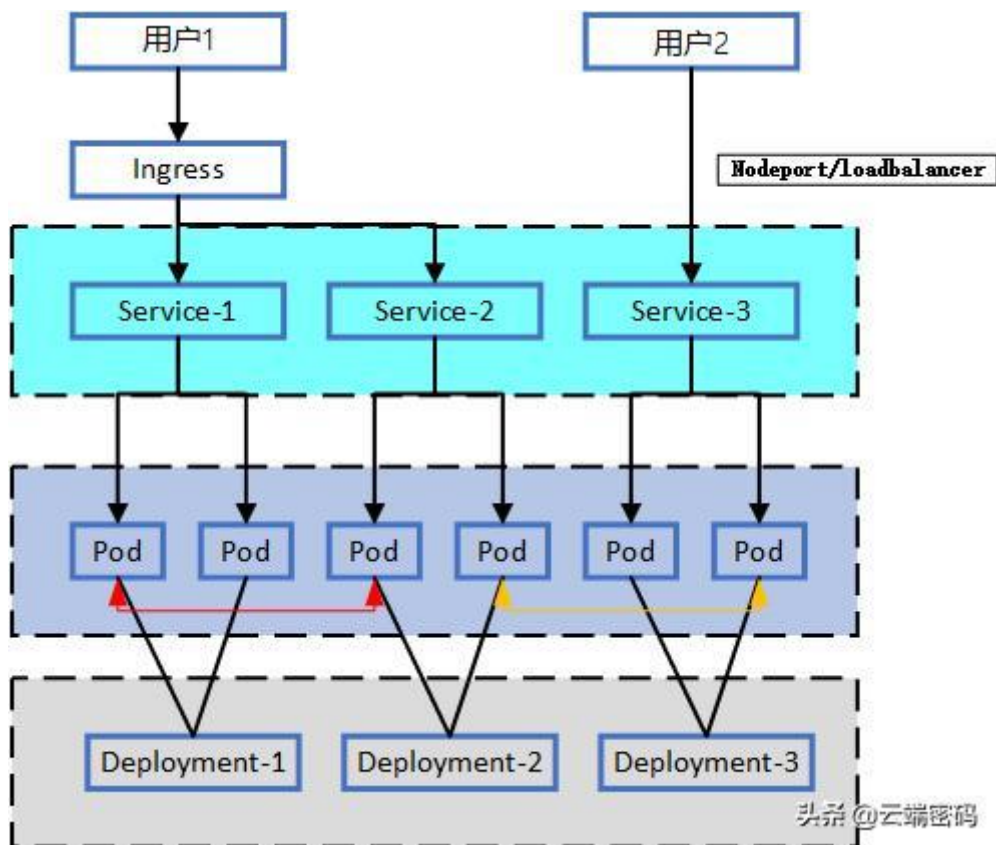 用户1
用户2
Ingress
Nodeport/loadbalancer
Service-1
Service-2
Service-3
Pod
Pod
Pod
Pod
Pod
Pod
Deployment-1
Deployment-2
Deployment-3
头条 @云端密码